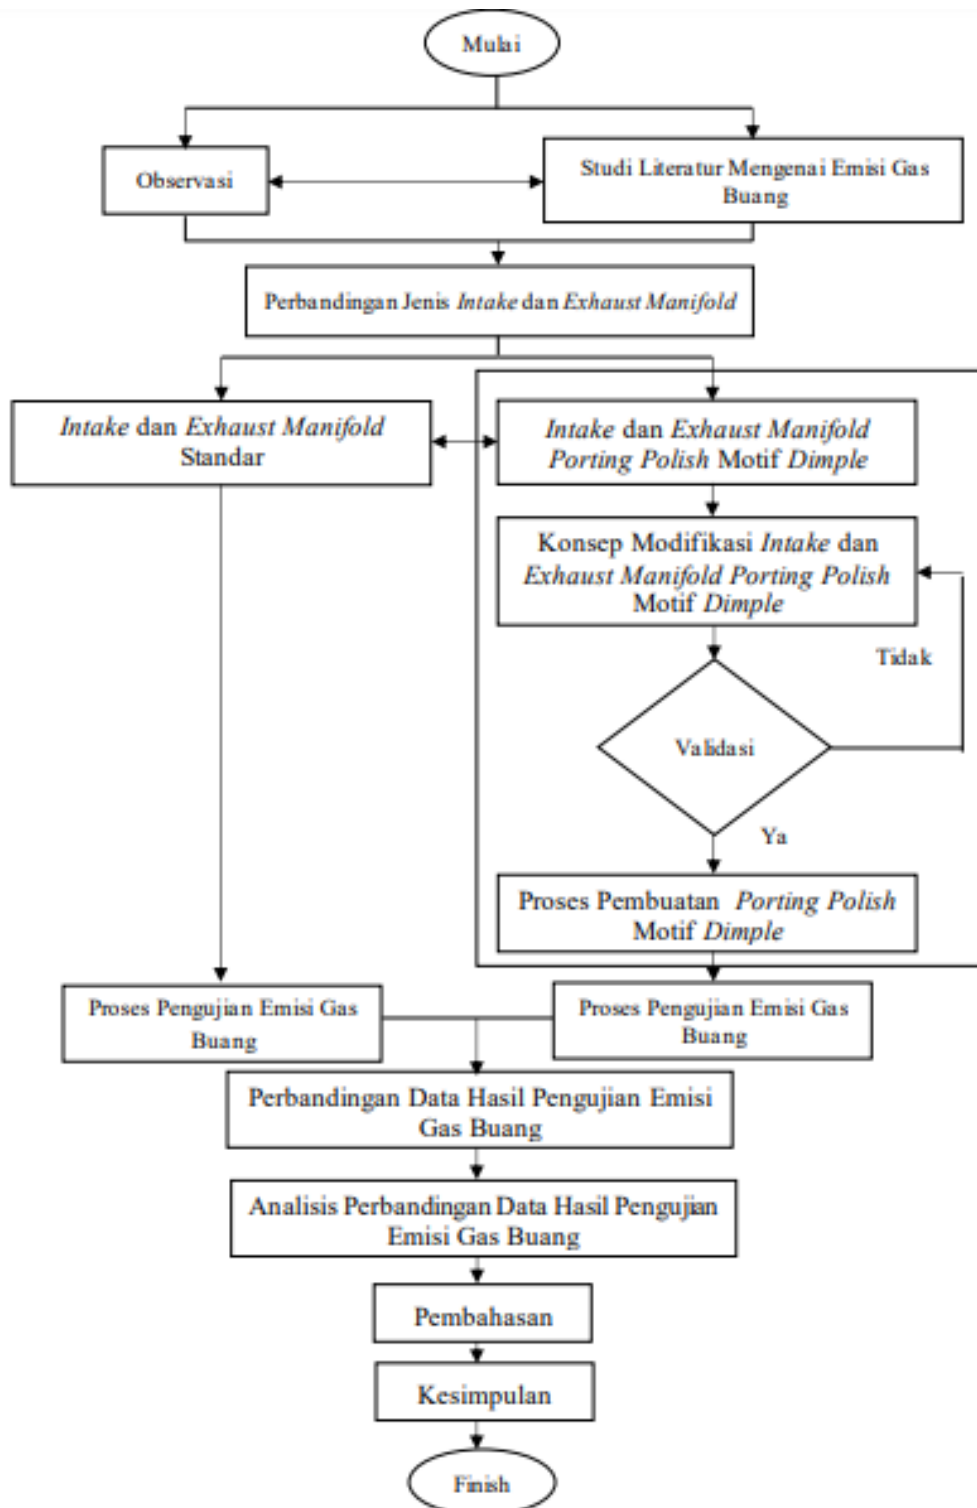 Mulai
Observasi
Studi Literatur Mengenai Emisi Gas
Buang
Perbandingan Jenis Intake dan Exhaust Manifold
Intake dan Exhaust Manifold
Standar
Intake dan Exhaust Manifold
Porting Polish Motif Dimple
Konsep Modifikasi Intake dan
Exhaust Manifold Porting Polish
Motif Dimple
Tidak
Validasi
Ya
Proses Pembuatan Porting Polish
Motif Dimple
Proses Pengujian Emisi Gas
Buang
Proses Pengujian Emisi Gas
Buang
Perbandingan Data Hasil Pengujian Emisi
Gas Buang
Analisis Perbandingan Data Hasil Pengujian
Emisi Gas Buang
Pembahasan
Kesimpulan
Finish